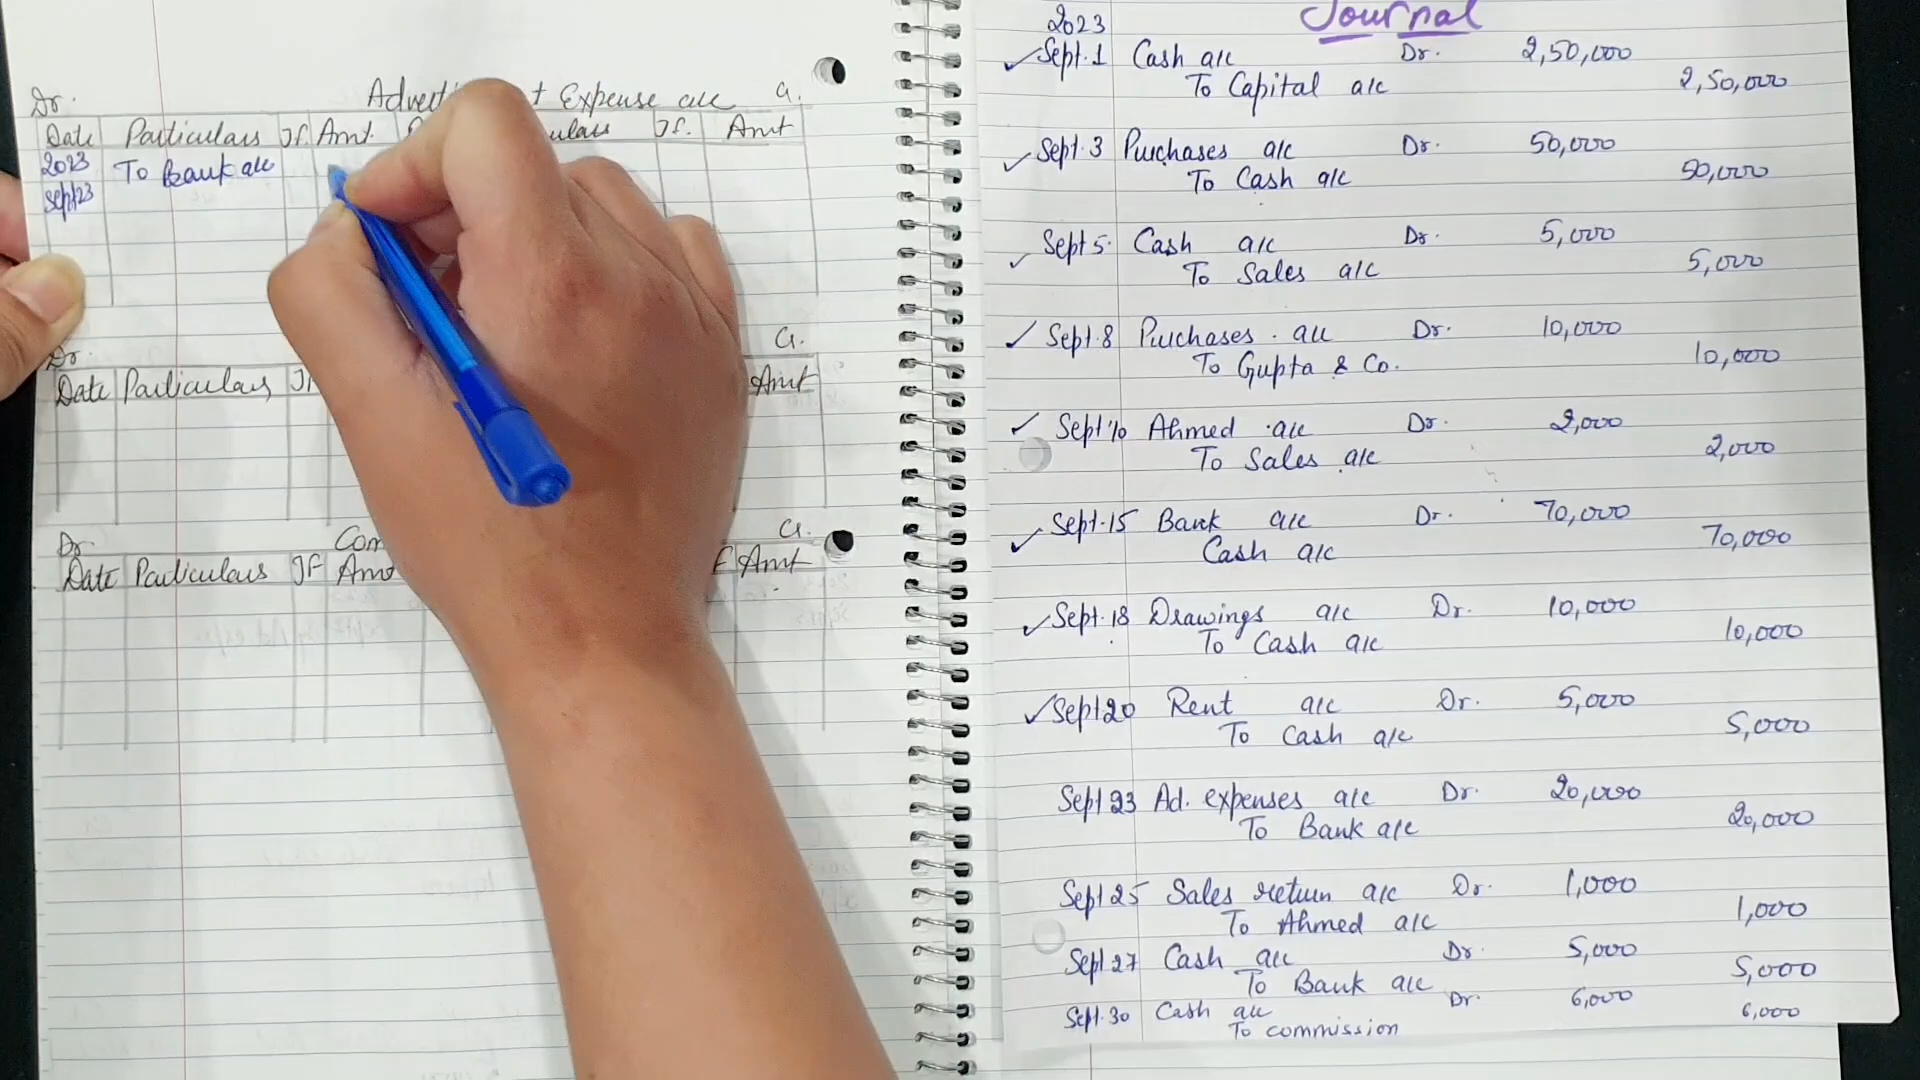 Dr. Expense a/c Cr.
Date Particulars J.F. Amt. J.F. Amt
2023 To Bank a/c
Sept 23
Dr. Cr.
Date Particulars Amt
Dr. Cr.
Date Particulars JF Amt F Amt
Journal
2023
Sept. 1 Cash a/c Dr. 2,50,000
To Capital a/c 2,50,000
Sept. 3 Purchases a/c Dr. 50,000
To Cash a/c 50,000
Sept 5. Cash a/c Dr. 5,000
To Sales a/c 5,000
Sept. 8 Purchases a/c Dr. 10,000
To Gupta & Co. 10,000
Sept 10 Ahmed a/c Dr. 2,000
To Sales a/c 2,000
Sept. 15 Bank a/c Dr. 70,000
Cash a/c 70,000
Sept. 18 Drawings a/c Dr. 10,000
To Cash a/c 10,000
Sept 20 Rent a/c Dr. 5,000
To Cash a/c 5,000
Sept 23 Ad. expenses a/c Dr. 20,000
To Bank a/c 20,000
Sept 25 Sales return a/c Dr. 1,000
To Ahmed a/c 1,000
Sept 27 Cash a/c Dr. 5,000
To Bank a/c 5,000
Sept. 30 Cash a/c Dr. 6,000
To commission 6,000